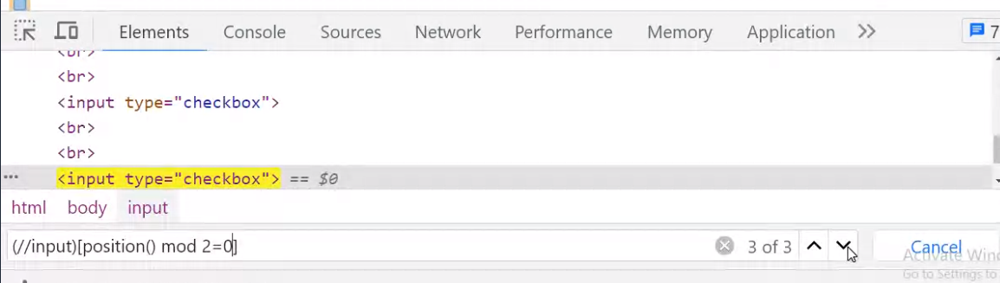 Elements Console Sources Network Performance Memory Application >> 7
<br>
<br>
<input type="checkbox">
<br>
<br>
... <input type="checkbox"> == $0
html body input
(//input)[position() mod 2=0] 3 of 3 Cancel
Activate Win
Go to Settings to